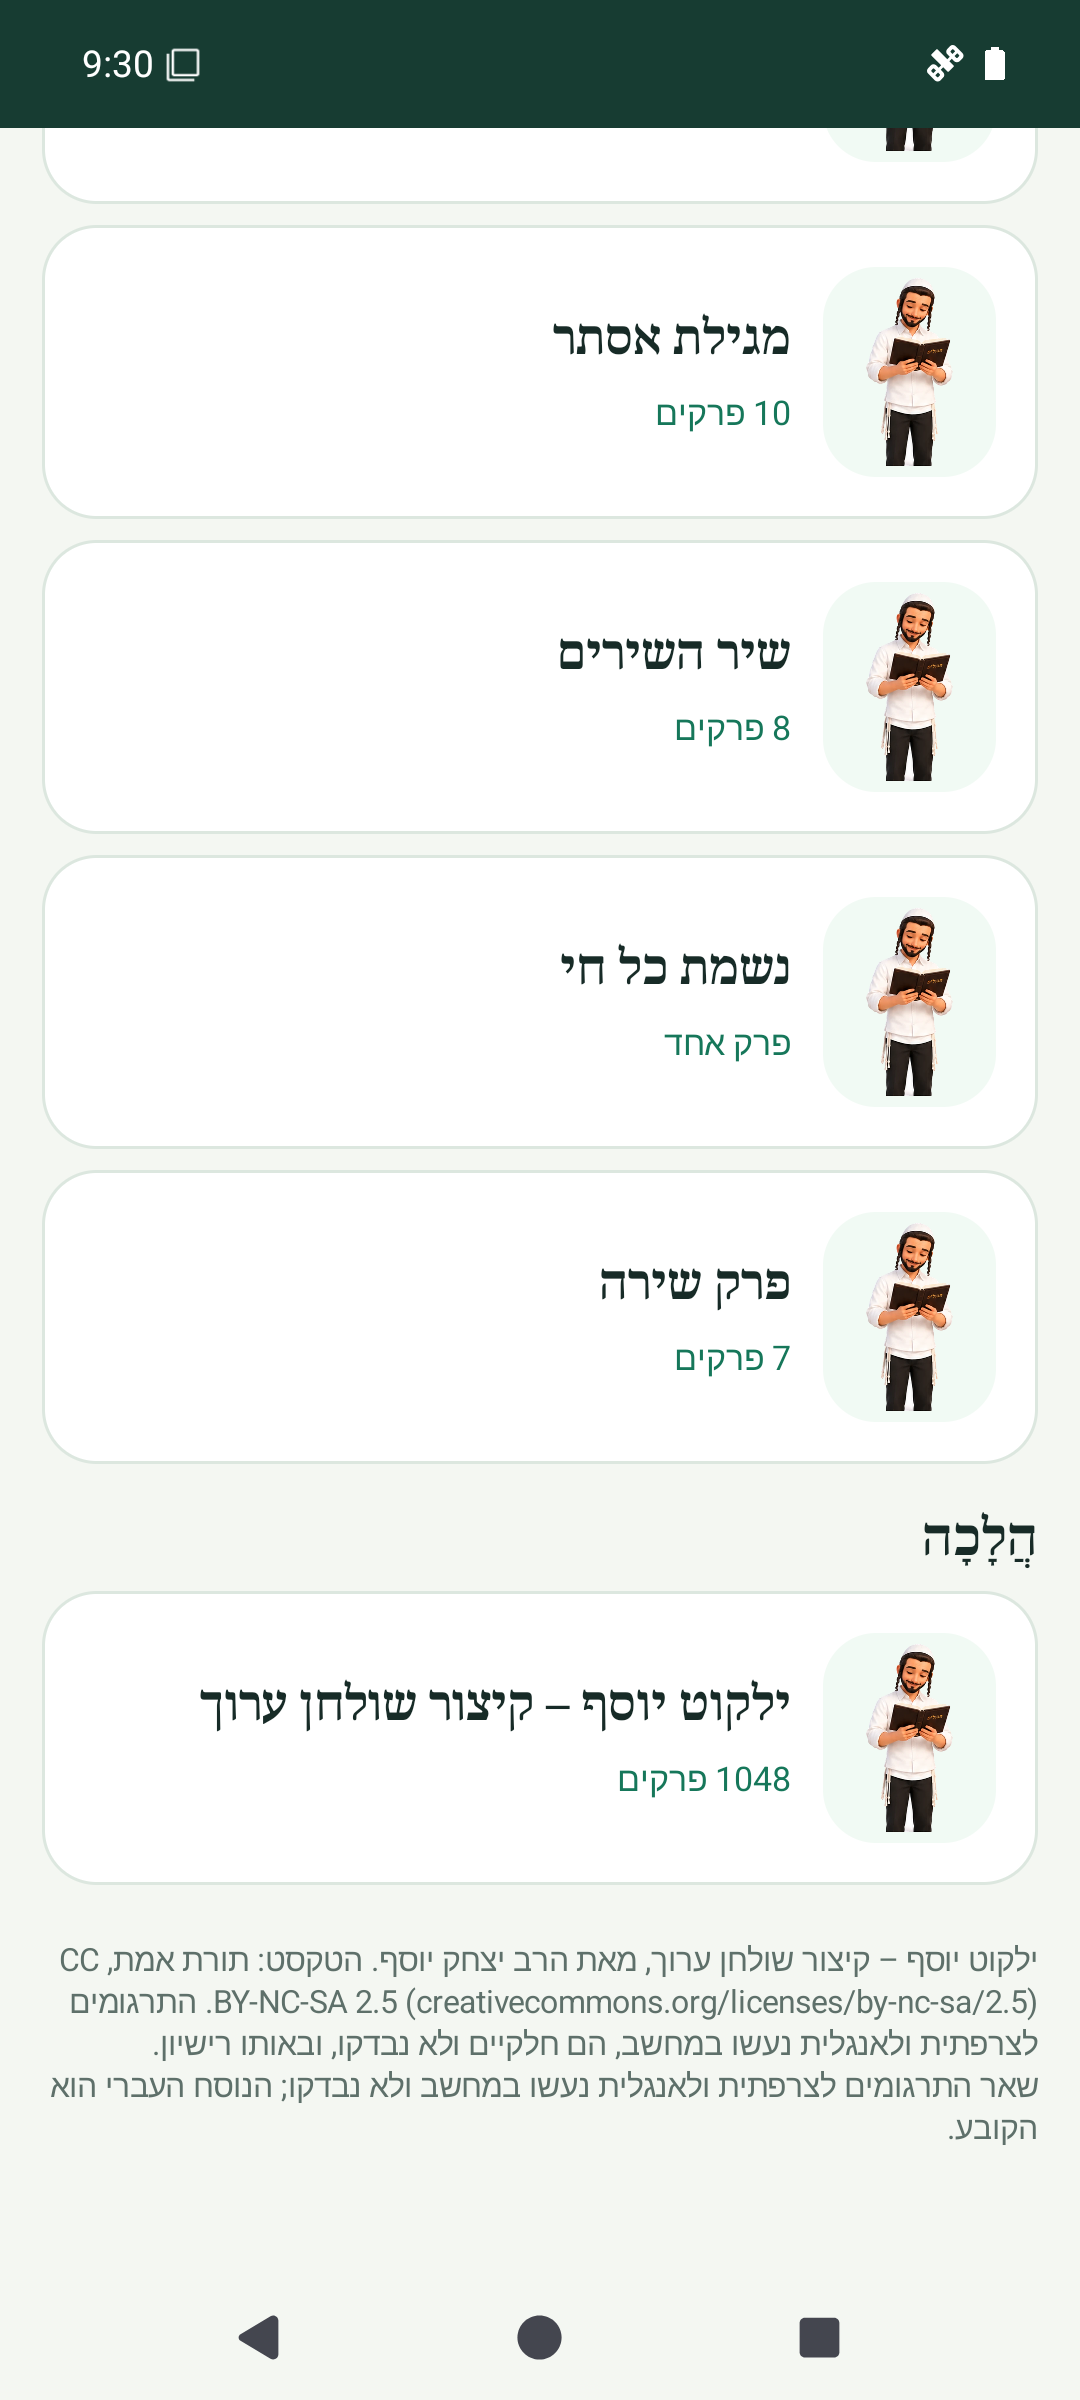 9:30
מגילת אסתר
10 פרקים
שיר השירים
8 פרקים
נשמת כל חי
פרק אחד
פרק שירה
7 פרקים
הֲלָכָה
ילקוט יוסף – קיצור שולחן ערוך
1048 פרקים
ילקוט יוסף – קיצור שולחן ערוך, מאת הרב יצחק יוסף. הטקסט: תורת אמת, CC
BY-NC-SA 2.5 (creativecommons.org/licenses/by-nc-sa/2.5). התרגומים
לצרפתית ולאנגלית נעשו במחשב, הם חלקיים ולא נבדקו, ובאותו רישיון.
שאר התרגומים לצרפתית ולאנגלית נעשו במחשב ולא נבדקו; הנוסח העברי הוא
הקובע.